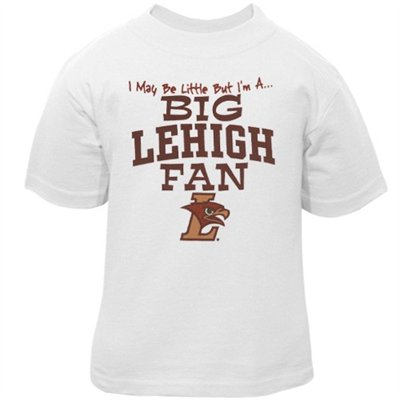 I May Be Little But I'm A...
BIG
LEHIGH
FAN
L